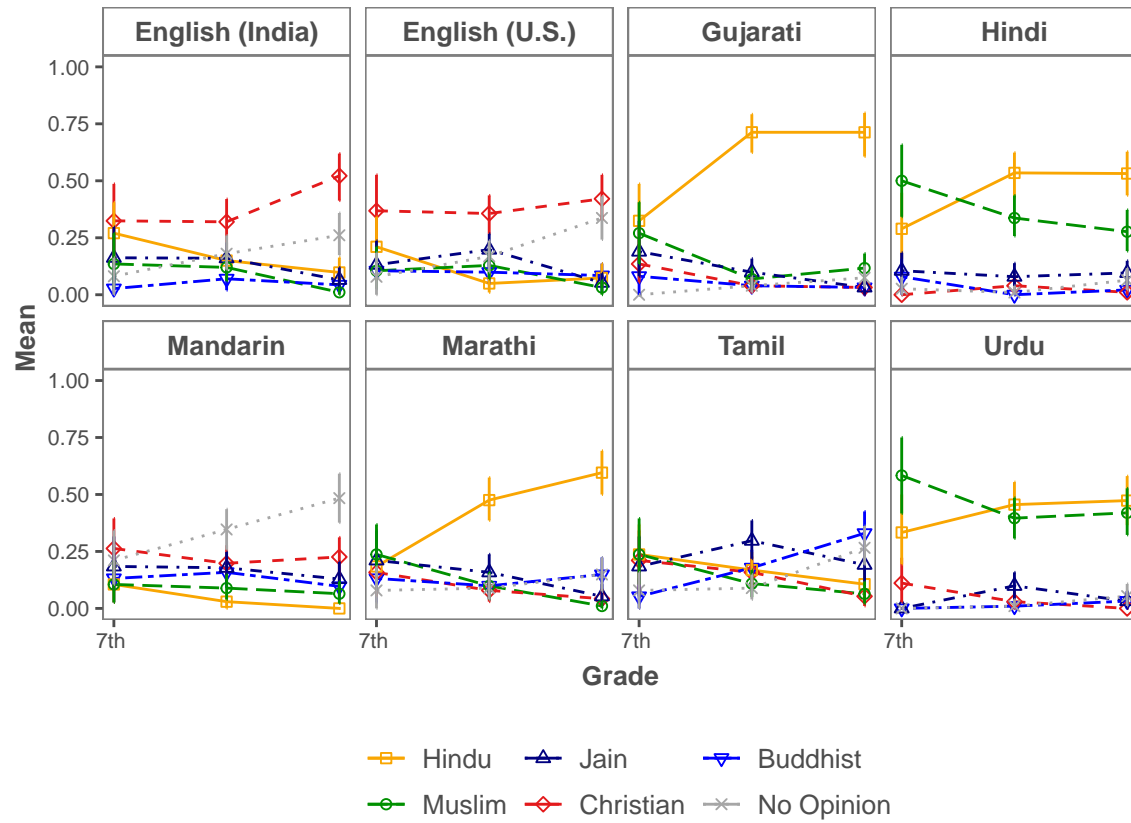 English (India) English (U.S.) Gujarati Hindi
1.00
0.75
0.50
0.25
0.00
Mandarin Marathi Tamil Urdu
1.00
0.75
0.50
0.25
0.00
Mean
7th 7th 7th 7th
Grade
Hindu Jain Buddhist
Muslim Christian No Opinion